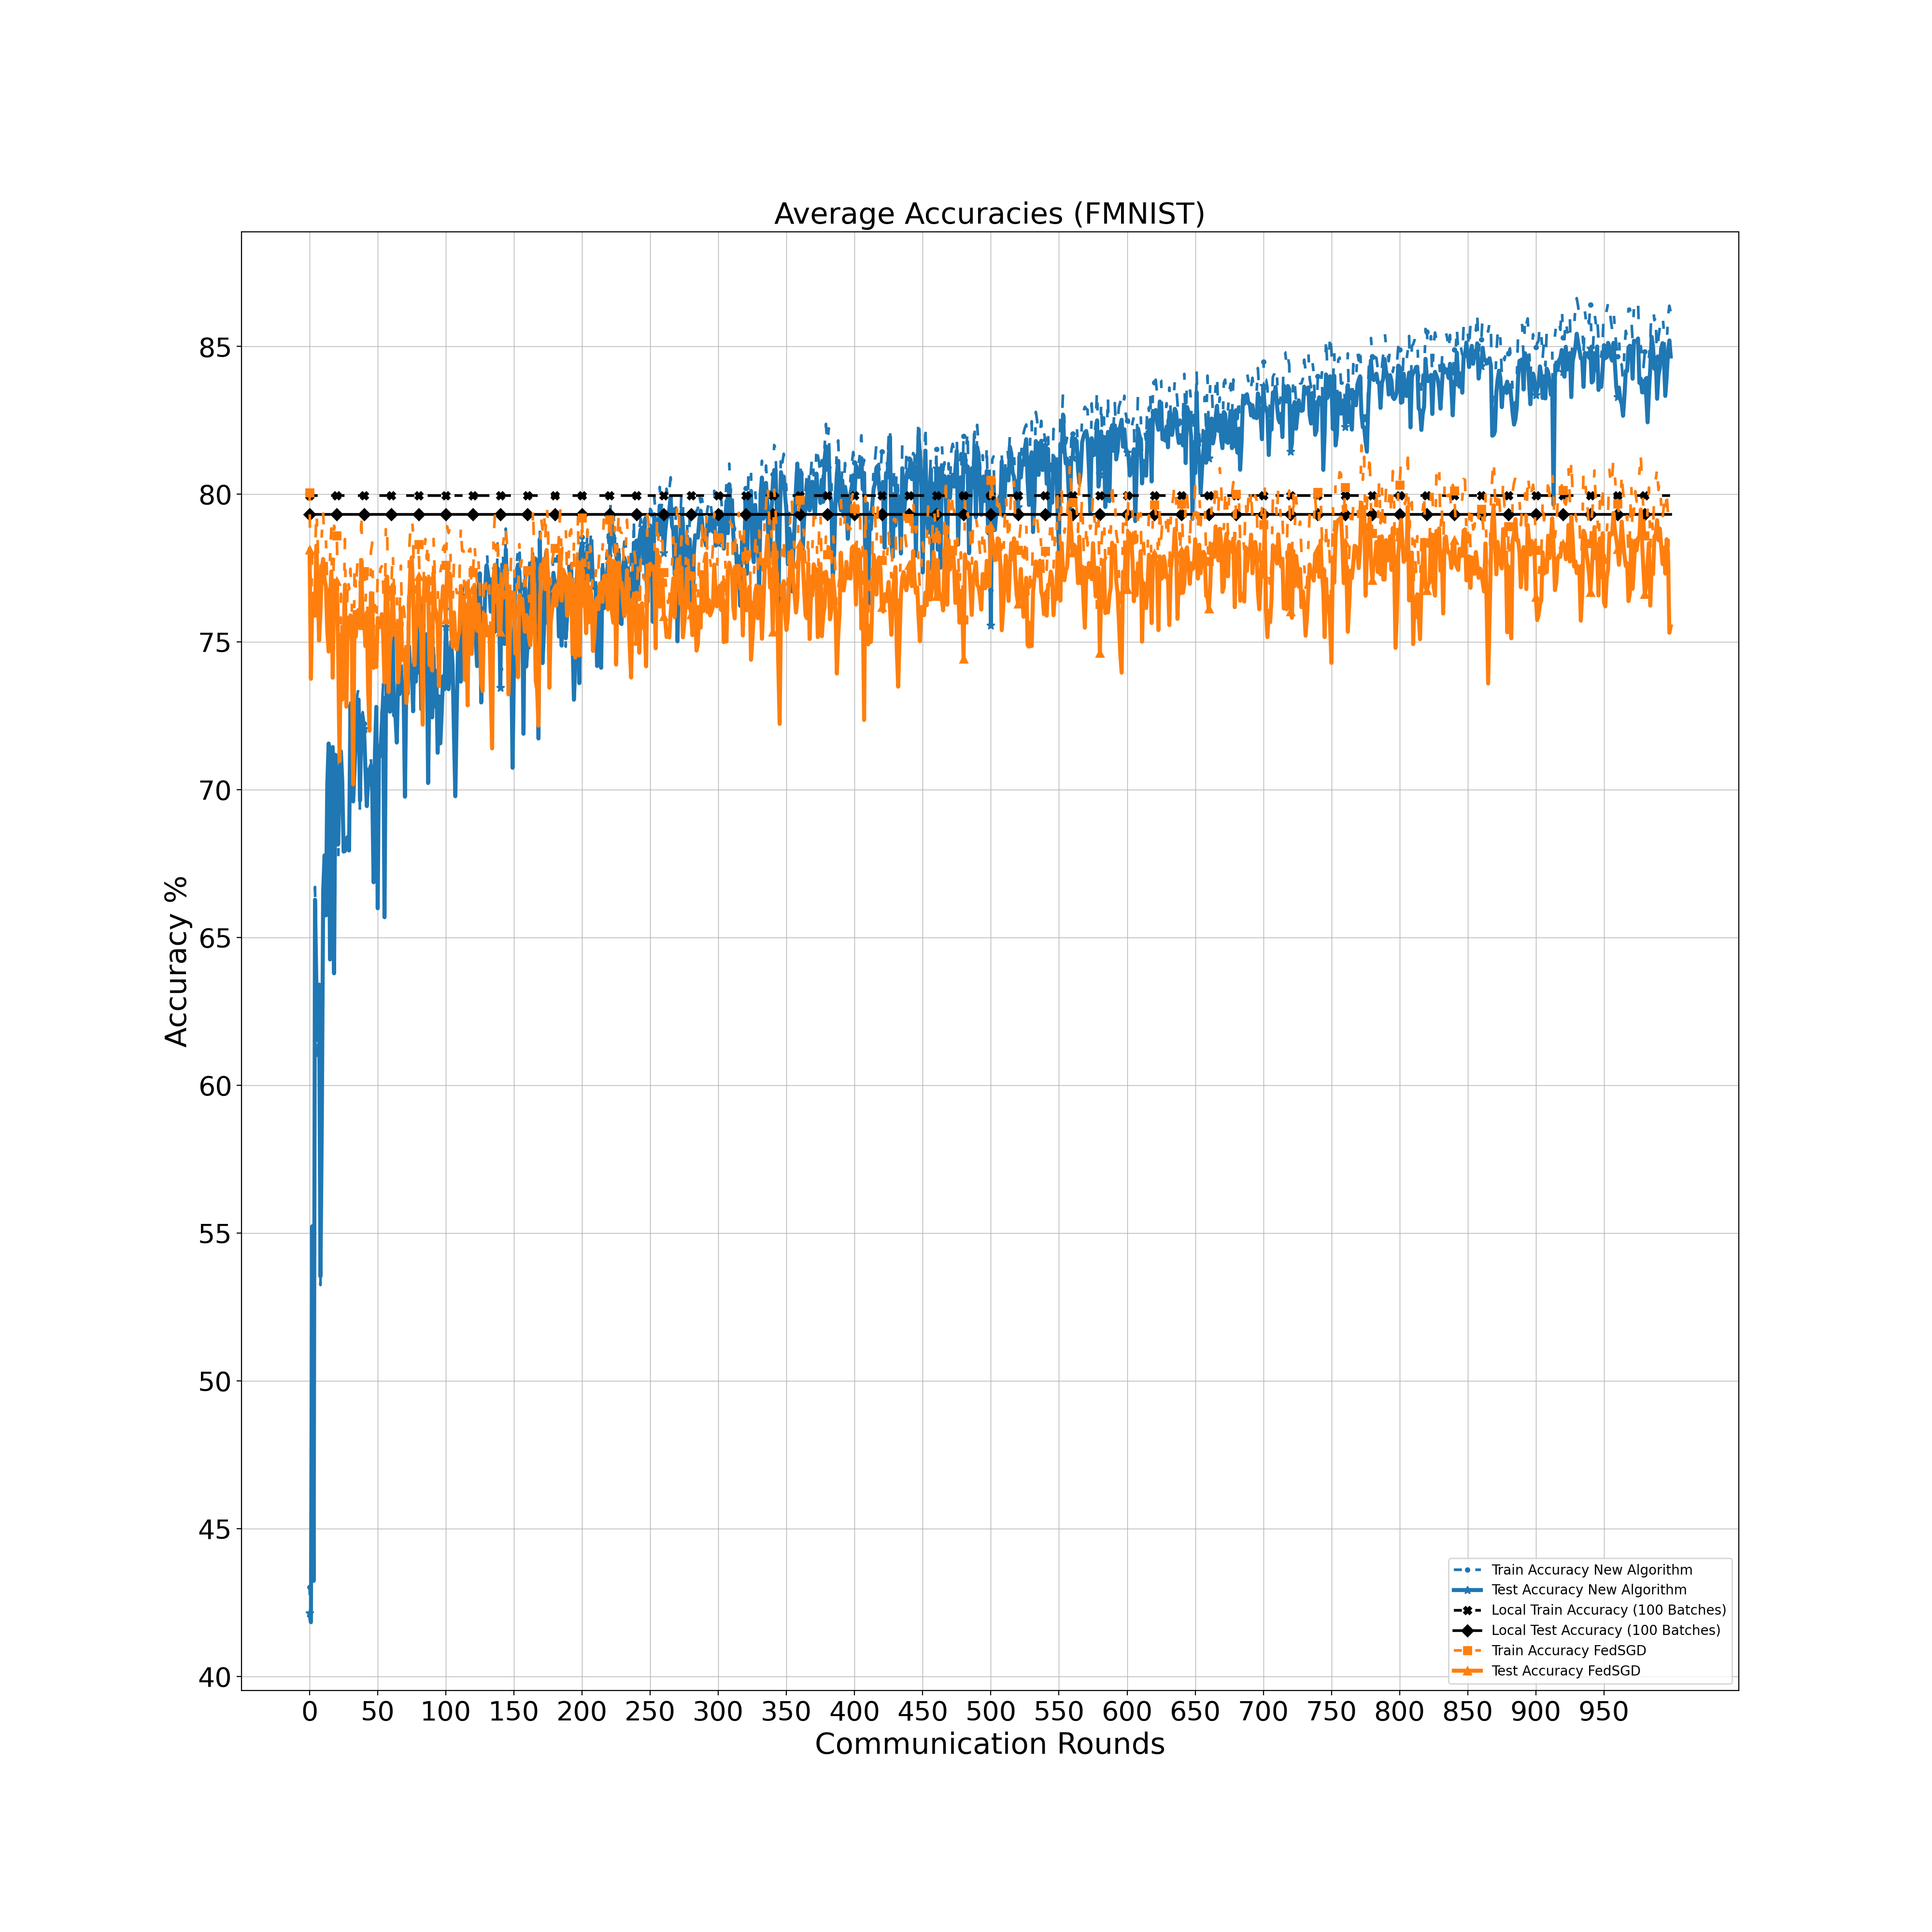 Average Accuracies (FMNIST)
85
80
75
70
65
60
55
50
45
40
Accuracy %
0 50 100 150 200 250 300 350 400 450 500 550 600 650 700 750 800 850 900 950
Communication Rounds
Train Accuracy New Algorithm
Test Accuracy New Algorithm
Local Train Accuracy (100 Batches)
Local Test Accuracy (100 Batches)
Train Accuracy FedSGD
Test Accuracy FedSGD